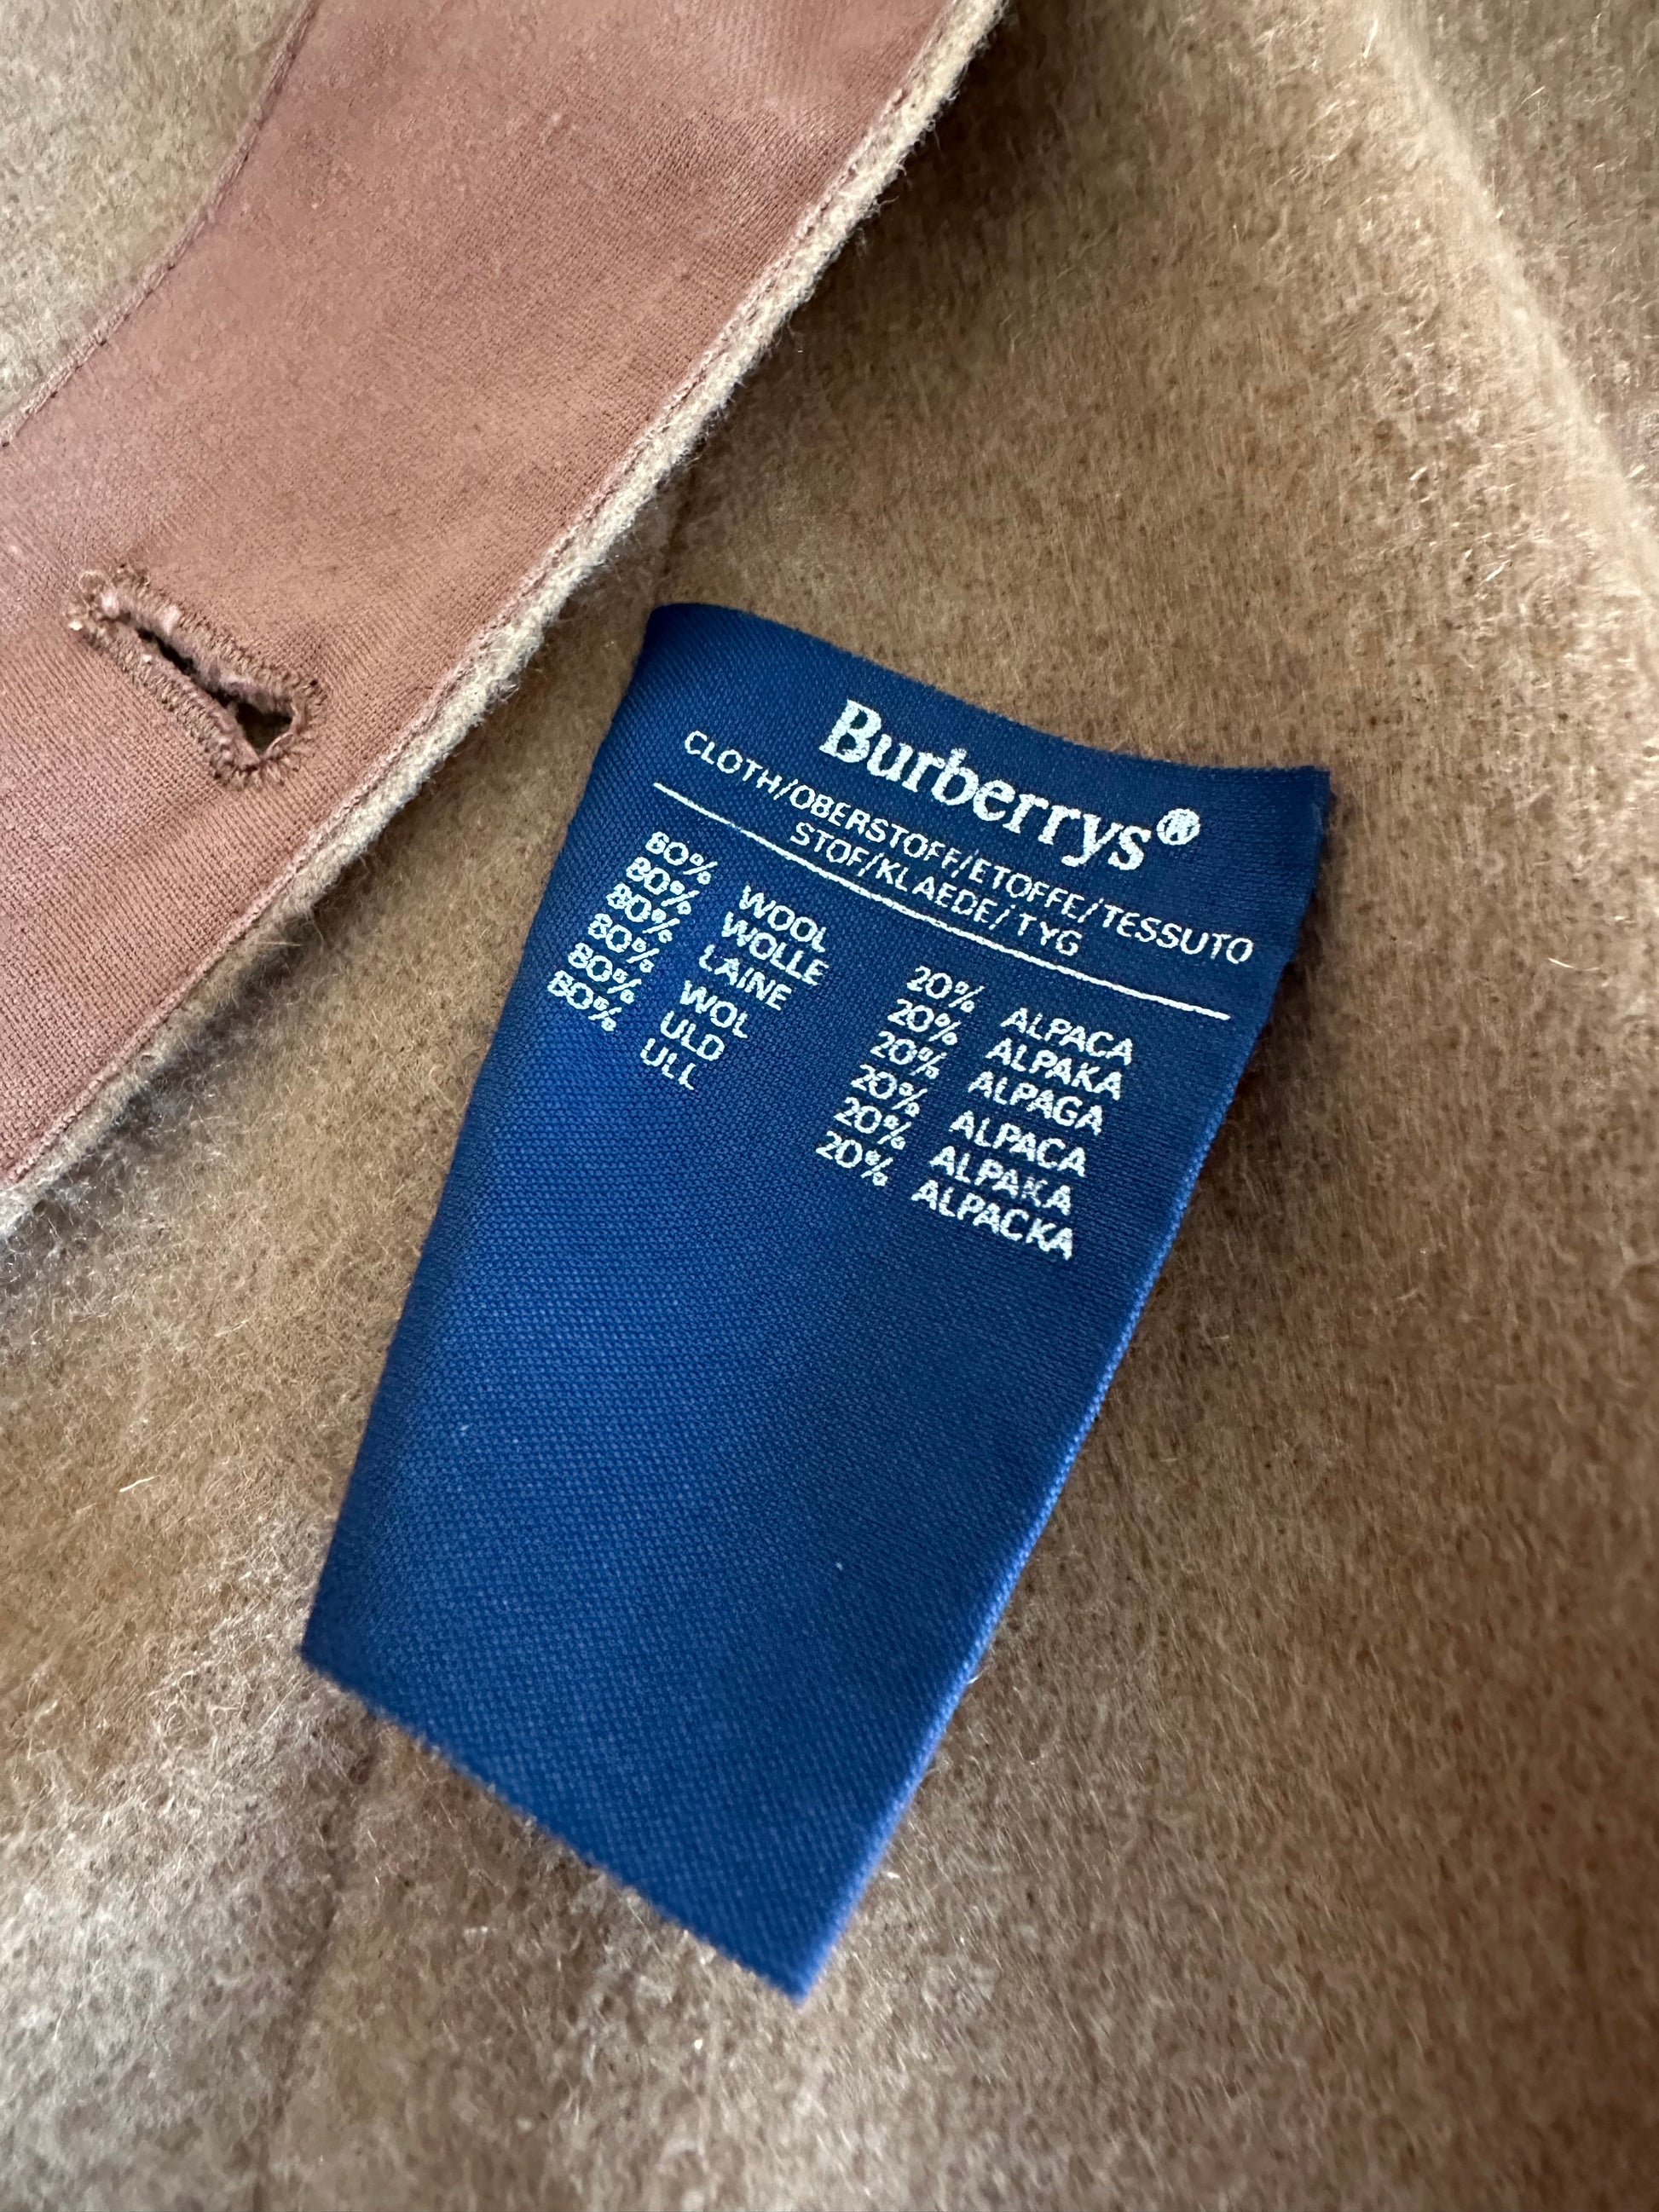 Burberrys®
CLOTH/OBERSTOFF/ETOFFE/TESSUTO
STOF/KLAEDE/TYG
80% WOOL 20% ALPACA
80% WOLLE 20% ALPAKA
80% LAINE 20% ALPAGA
80% WOL 20% ALPACA
80% ULD 20% ALPAKA
80% ULL 20% ALPACKA